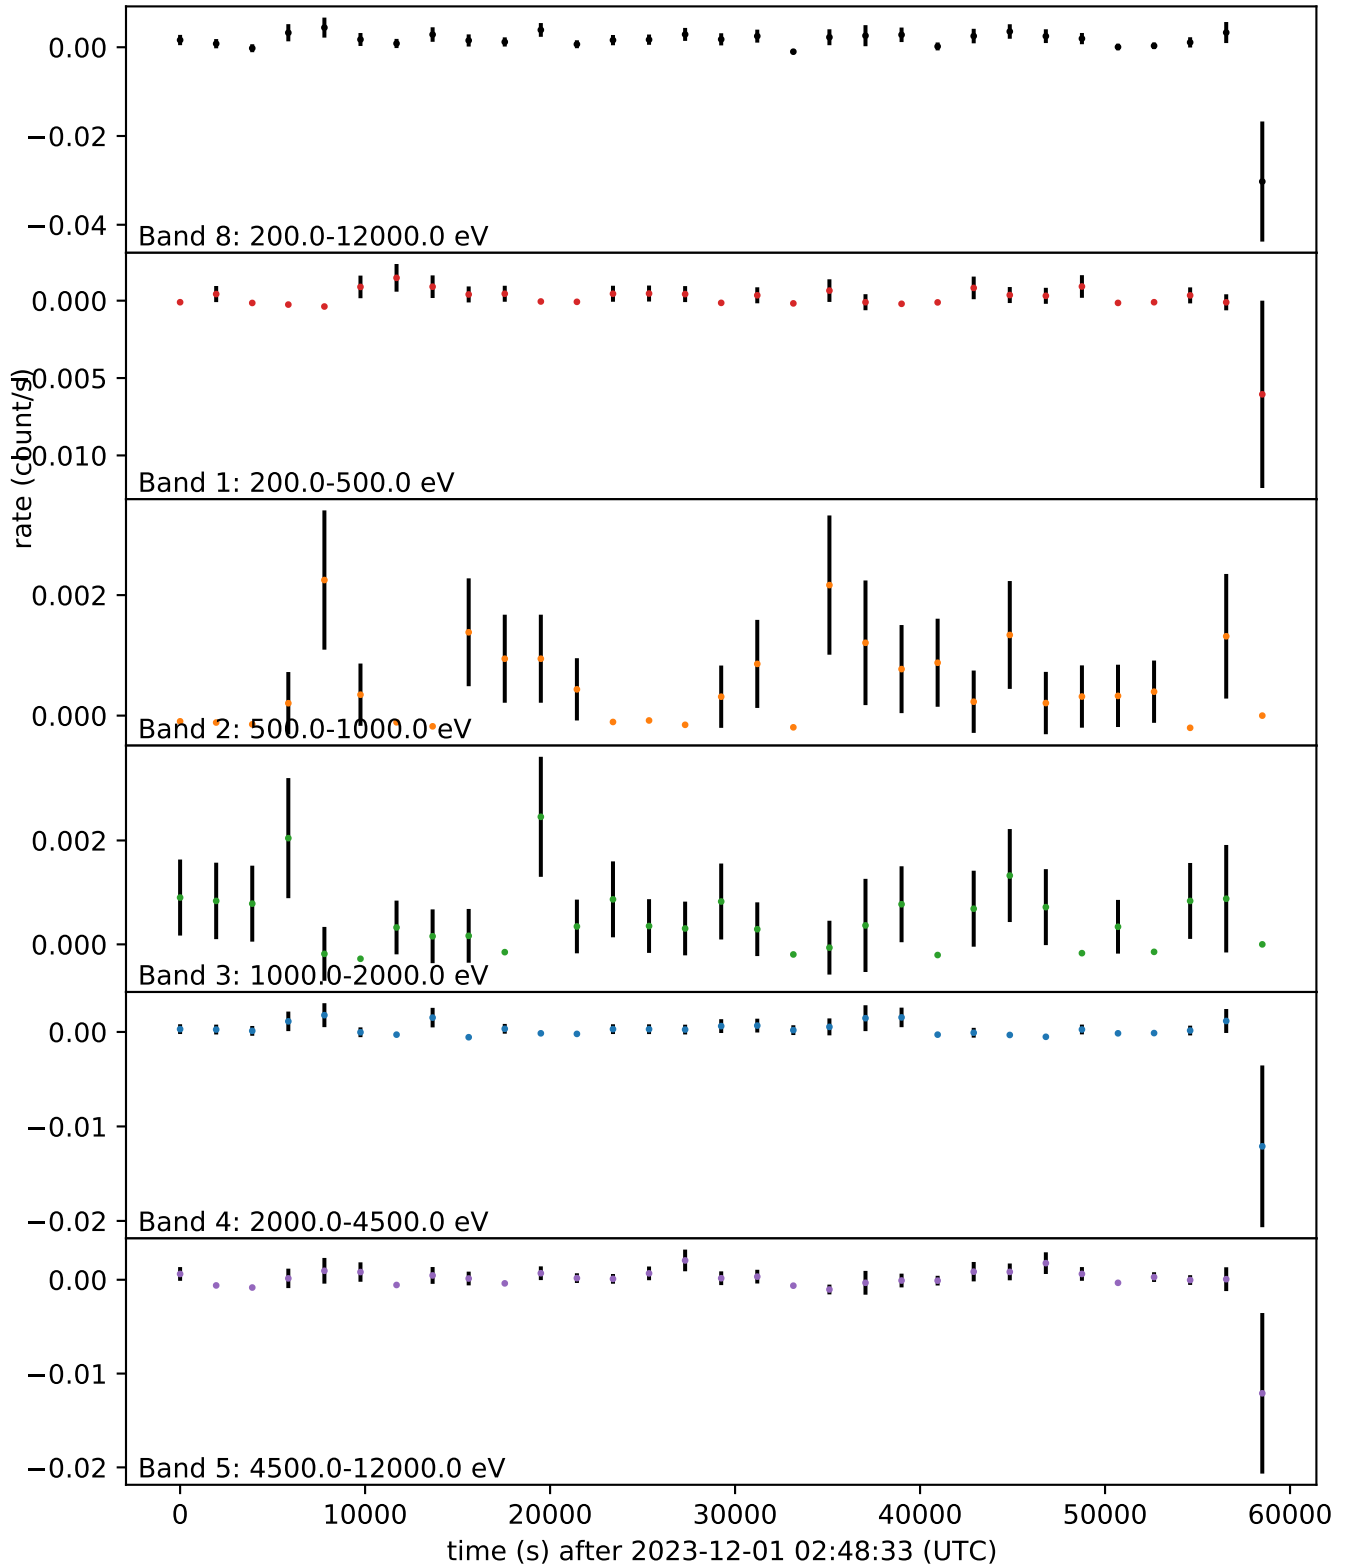 0.00
−0.02
−0.04
Band 8: 200.0-12000.0 eV
0.000
−0.005
−0.010
Band 1: 200.0-500.0 eV
rate (count/s)
0.002
0.000
Band 2: 500.0-1000.0 eV
0.002
0.000
Band 3: 1000.0-2000.0 eV
0.00
−0.01
−0.02
Band 4: 2000.0-4500.0 eV
0.00
−0.01
−0.02
Band 5: 4500.0-12000.0 eV
0 10000 20000 30000 40000 50000 60000
time (s) after 2023-12-01 02:48:33 (UTC)